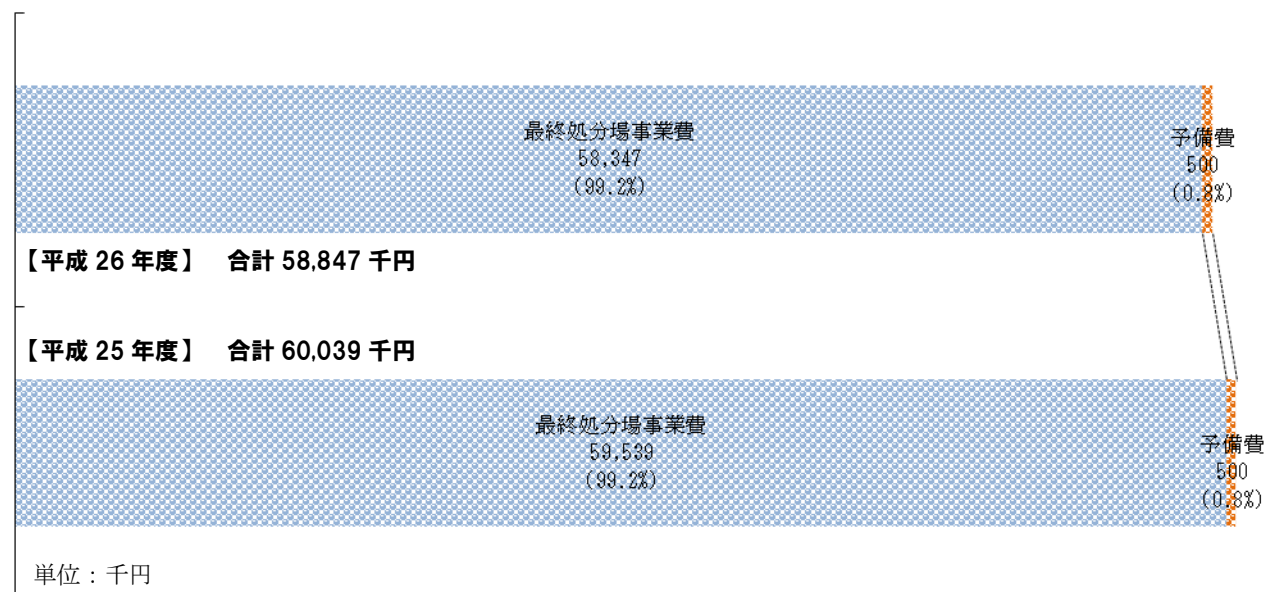 最終処分場事業費
58,347
(99.2%)
予備費
500
(0.8%)
【平成 26 年度】 合計 58,847 千円
【平成 25 年度】 合計 60,039 千円
最終処分場事業費
59,539
(99.2%)
予備費
500
(0.8%)
単位：千円